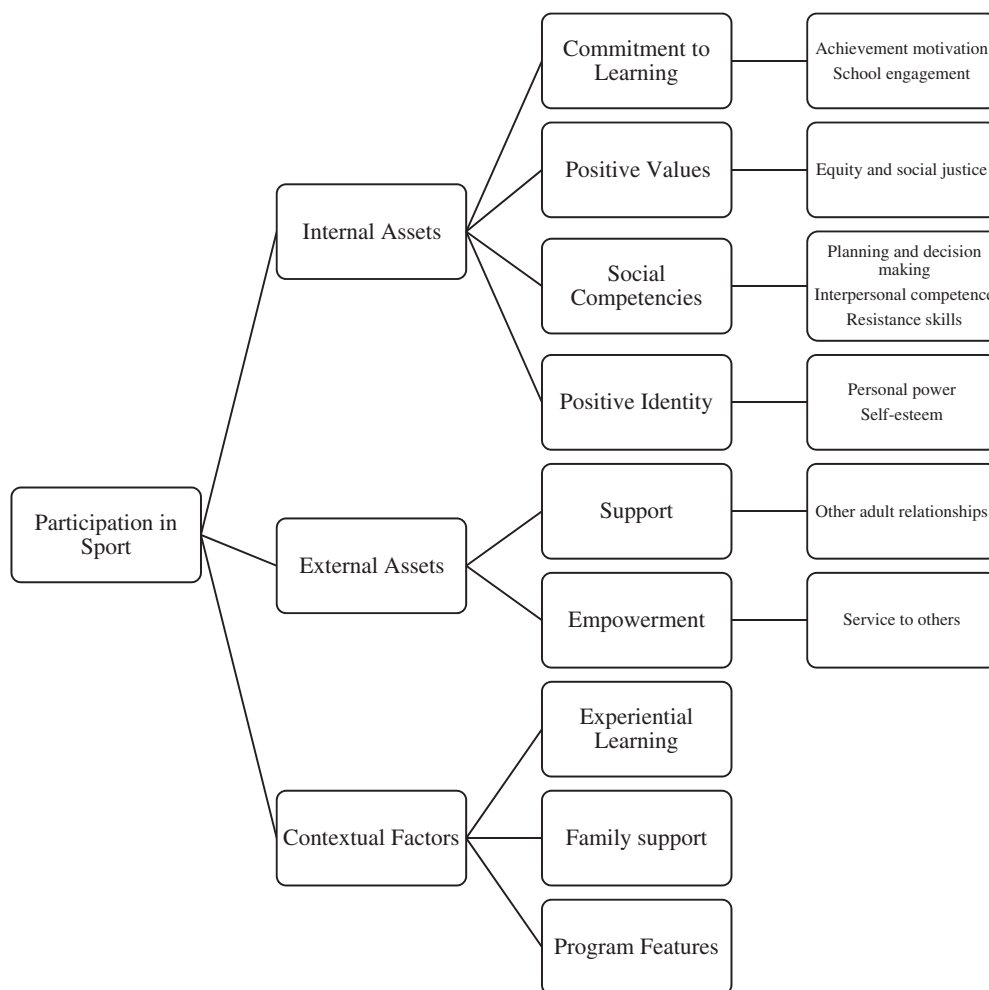 Commitment to
Learning
Achievement motivation
School engagement
Positive Values
Equity and social justice
Internal Assets
Social
Competencies
Planning and decision
making
Interpersonal competence
Resistance skills
Positive Identity
Personal power
Self-esteem
Participation in
Sport
External Assets
Support
Other adult relationships
Empowerment
Service to others
Contextual Factors
Experiential
Learning
Family support
Program Features